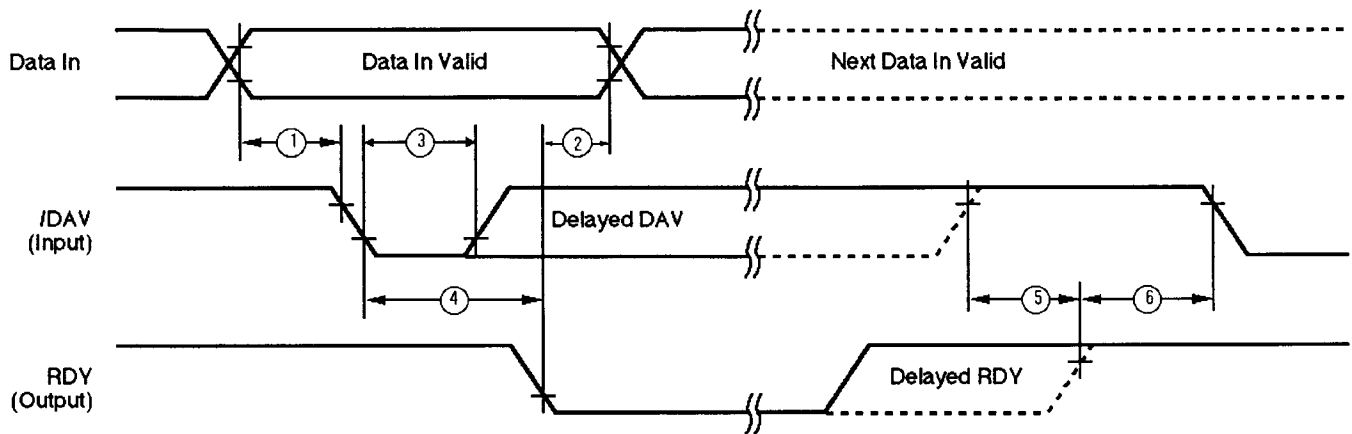 Data In
Data In Valid
Next Data In Valid
1
3
2
/DAV
(Input)
Delayed DAV
4
5
6
RDY
(Output)
Delayed RDY